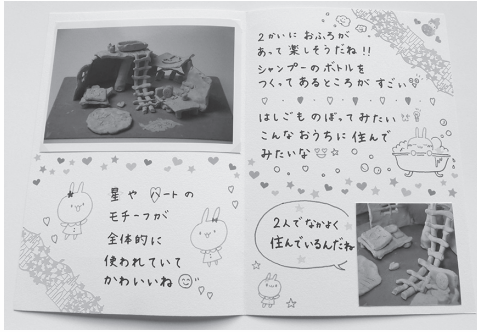 星や ハートの
モチーフが
全体的に
使われていて
かわいいね
2かいに おふろが
あって 楽しそうだね!!
シャンプーのボトルを
つくってあるところが すごい
はしごものぼってみたい
こんな おうちに 住んで
みたいな
2人で なかよく
住んでいるんだね